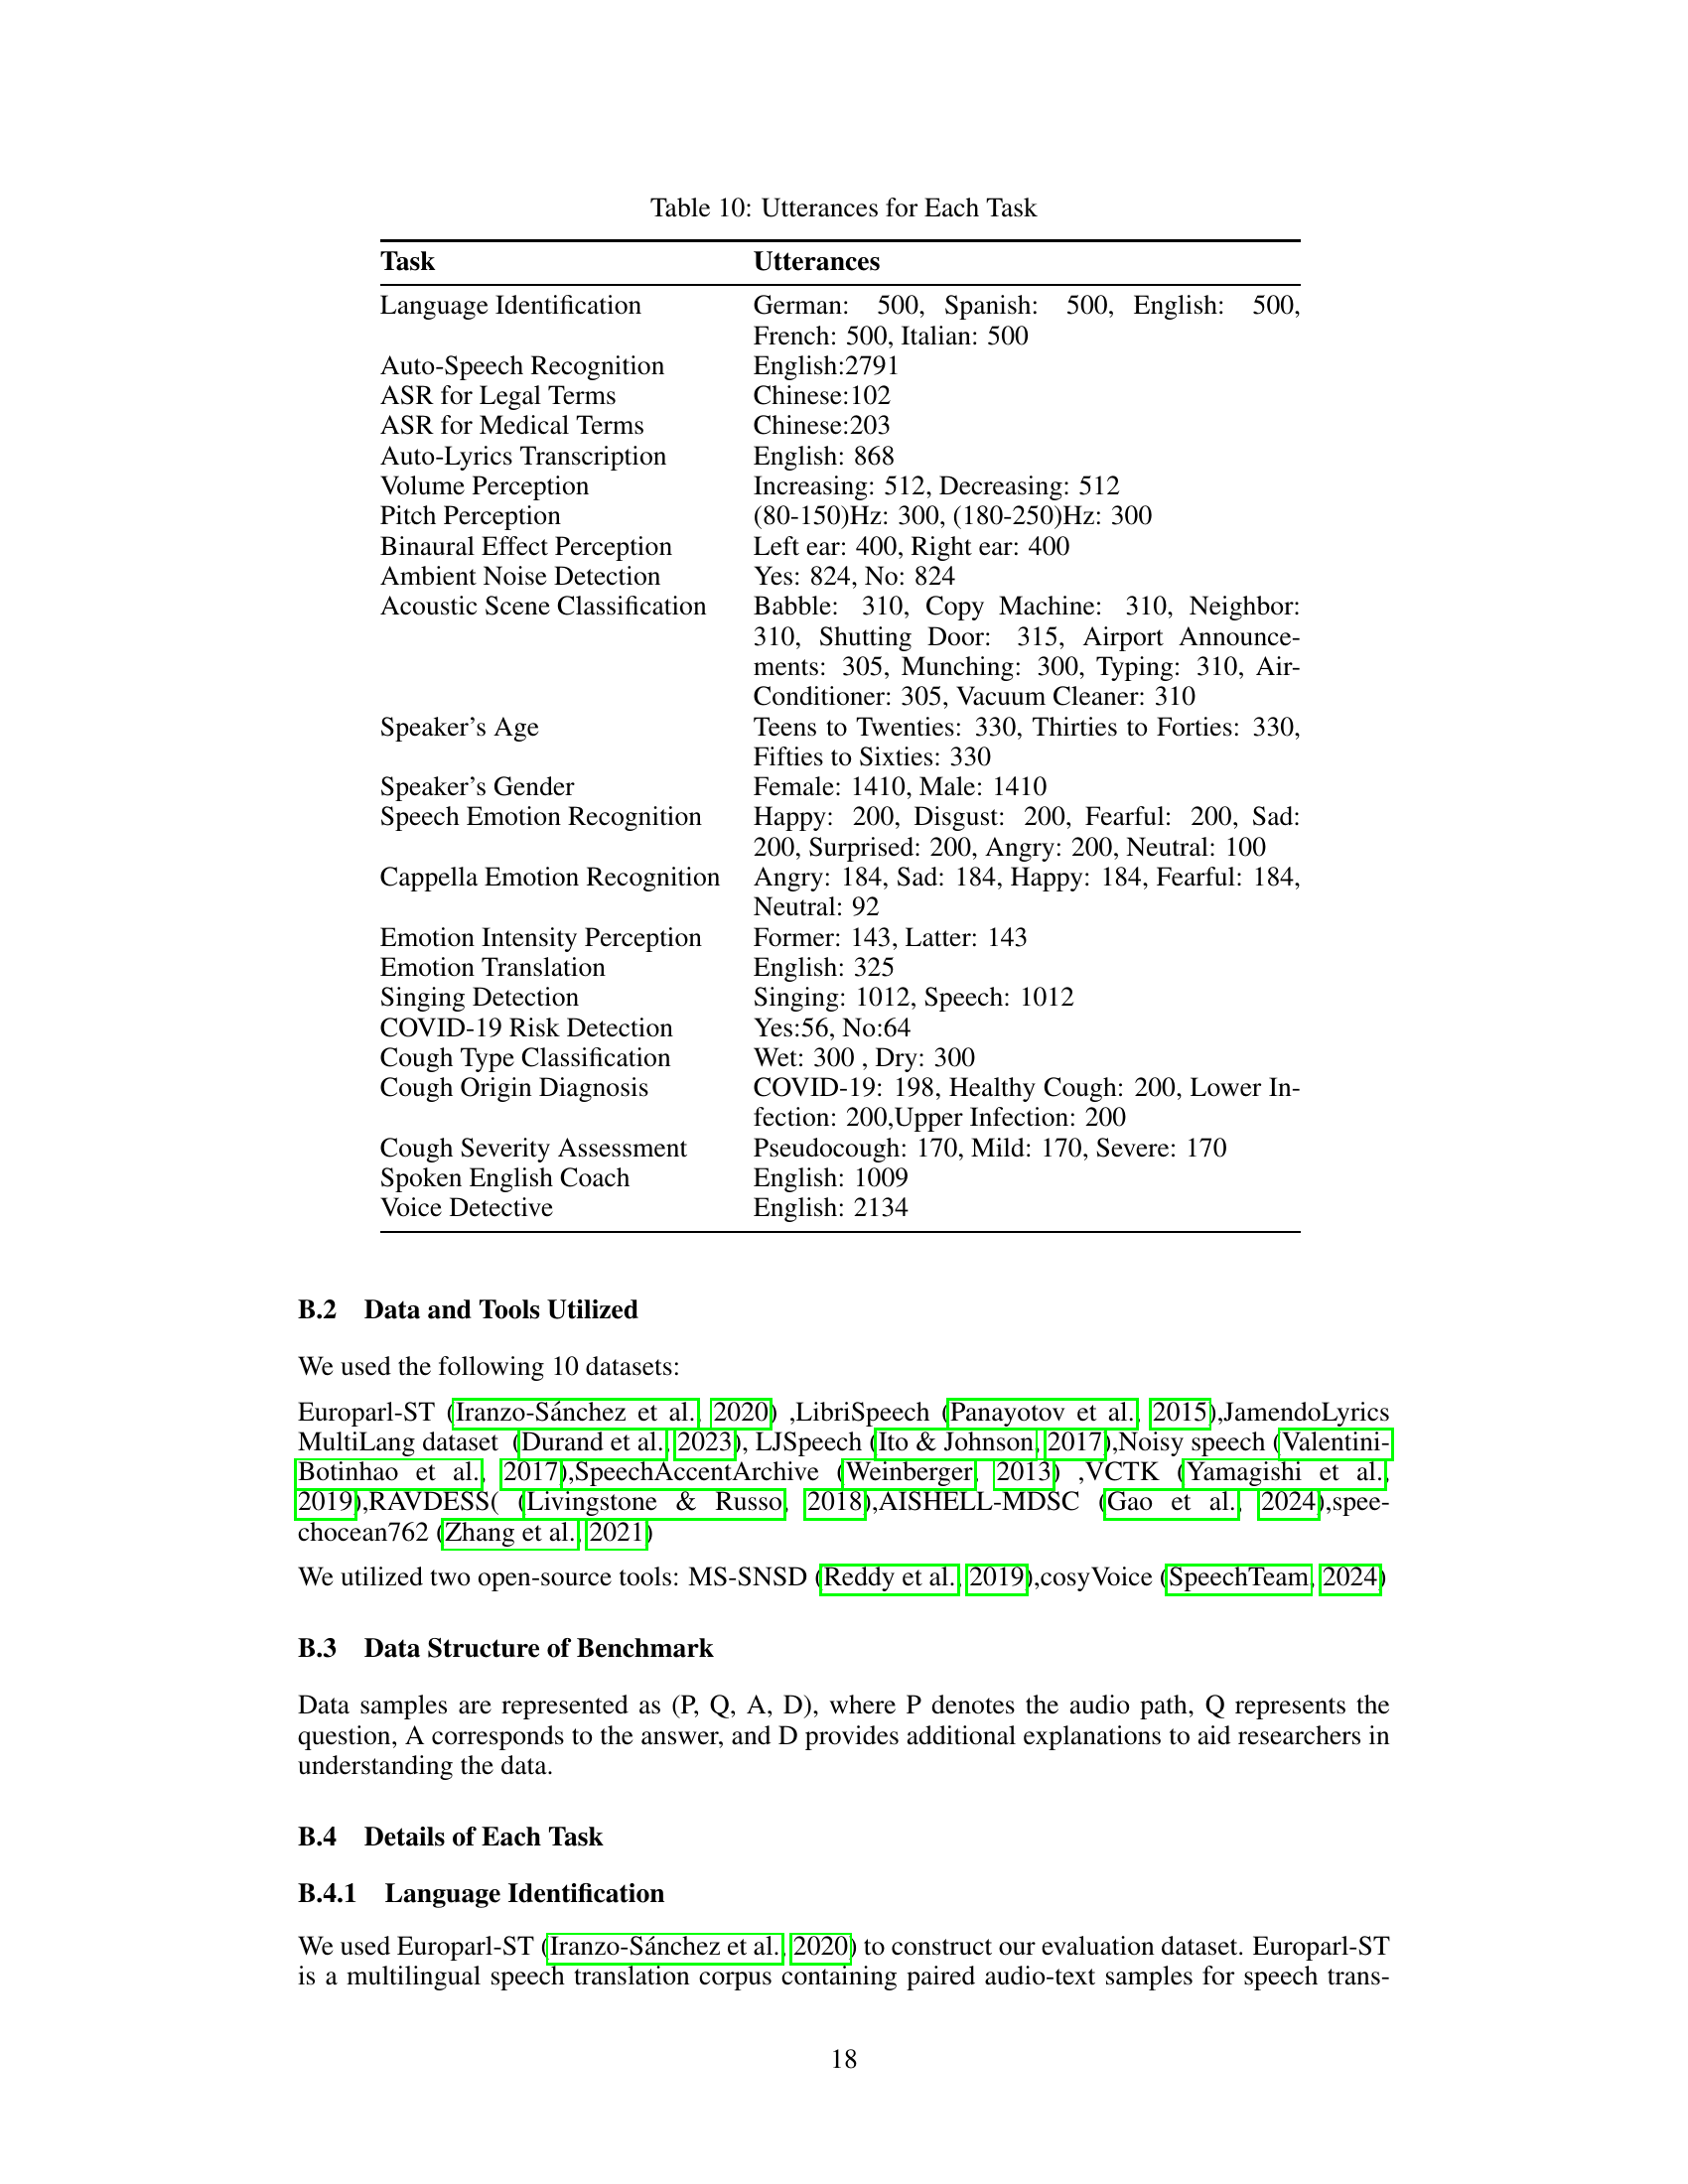 Table 10: Utterances for Each Task
Task Utterances
Language Identification German: 500, Spanish: 500, English: 500,
French: 500, Italian: 500
Auto-Speech Recognition English:2791
ASR for Legal Terms Chinese:102
ASR for Medical Terms Chinese:203
Auto-Lyrics Transcription English: 868
Volume Perception Increasing: 512, Decreasing: 512
Pitch Perception (80-150)Hz: 300, (180-250)Hz: 300
Binaural Effect Perception Left ear: 400, Right ear: 400
Ambient Noise Detection Yes: 824, No: 824
Acoustic Scene Classification Babble: 310, Copy Machine: 310, Neighbor:
310, Shutting Door: 315, Airport Announce-
ments: 305, Munching: 300, Typing: 310, Air-
Conditioner: 305, Vacuum Cleaner: 310
Speaker's Age Teens to Twenties: 330, Thirties to Forties: 330,
Fifties to Sixties: 330
Speaker's Gender Female: 1410, Male: 1410
Speech Emotion Recognition Happy: 200, Disgust: 200, Fearful: 200, Sad:
200, Surprised: 200, Angry: 200, Neutral: 100
Cappella Emotion Recognition Angry: 184, Sad: 184, Happy: 184, Fearful: 184,
Neutral: 92
Emotion Intensity Perception Former: 143, Latter: 143
Emotion Translation English: 325
Singing Detection Singing: 1012, Speech: 1012
COVID-19 Risk Detection Yes:56, No:64
Cough Type Classification Wet: 300 , Dry: 300
Cough Origin Diagnosis COVID-19: 198, Healthy Cough: 200, Lower In-
fection: 200,Upper Infection: 200
Cough Severity Assessment Pseudocough: 170, Mild: 170, Severe: 170
Spoken English Coach English: 1009
Voice Detective English: 2134
B.2 Data and Tools Utilized
We used the following 10 datasets:
Europarl-ST (Iranzo-Sánchez et al., 2020) ,LibriSpeech (Panayotov et al., 2015),JamendoLyrics
MultiLang dataset (Durand et al., 2023), LJSpeech (Ito & Johnson, 2017),Noisy speech (Valentini-
Botinhao et al., 2017),SpeechAccentArchive (Weinberger, 2013) ,VCTK (Yamagishi et al.,
2019),RAVDESS( (Livingstone & Russo, 2018),AISHELL-MDSC (Gao et al., 2024),spee-
chocean762 (Zhang et al., 2021)
We utilized two open-source tools: MS-SNSD (Reddy et al., 2019),cosyVoice (SpeechTeam, 2024)
B.3 Data Structure of Benchmark
Data samples are represented as (P, Q, A, D), where P denotes the audio path, Q represents the
question, A corresponds to the answer, and D provides additional explanations to aid researchers in
understanding the data.
B.4 Details of Each Task
B.4.1 Language Identification
We used Europarl-ST (Iranzo-Sánchez et al., 2020) to construct our evaluation dataset. Europarl-ST
is a multilingual speech translation corpus containing paired audio-text samples for speech trans-
18